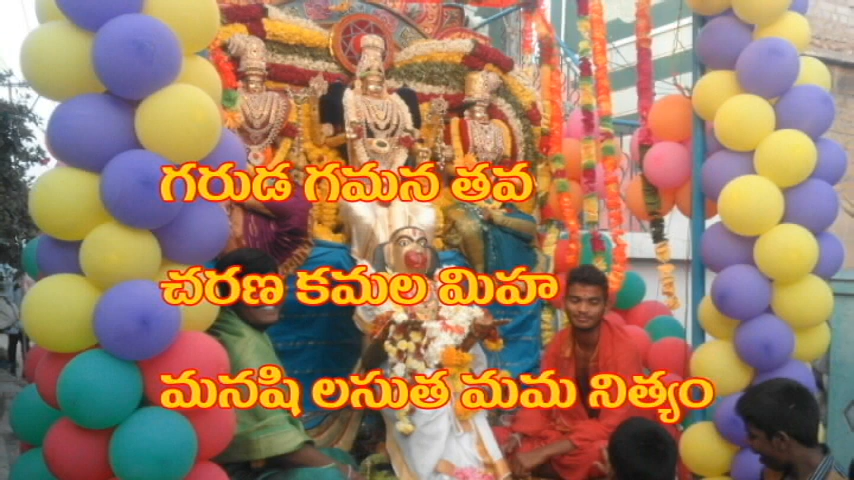 గరుడ గమన తవ
చరణ కమల మిహ
మనషి లసుత మమ నిత్యం